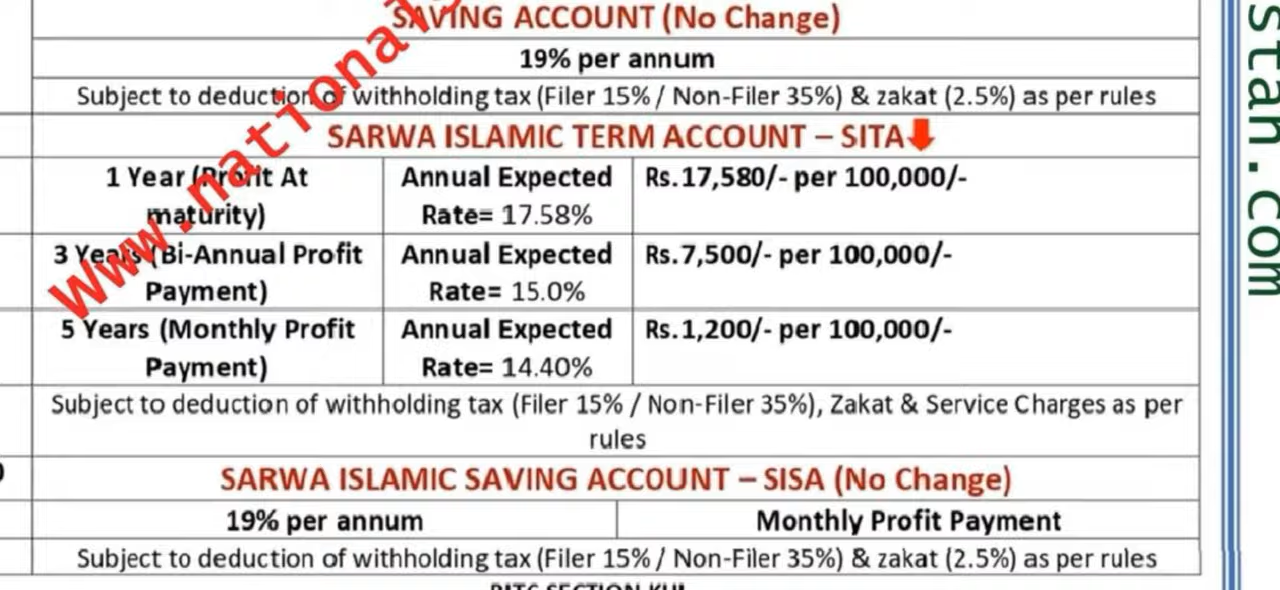 SAVING ACCOUNT (No Change)
19% per annum
Subject to deduction of withholding tax (Filer 15% / Non-Filer 35%) & zakat (2.5%) as per rules
SARWA ISLAMIC TERM ACCOUNT – SITA
1 Year (Profit At
maturity)
Annual Expected
Rate= 17.58%
Rs.17,580/- per 100,000/-
3 Years (Bi-Annual Profit
Payment)
Annual Expected
Rate= 15.0%
Rs.7,500/- per 100,000/-
5 Years (Monthly Profit
Payment)
Annual Expected
Rate= 14.40%
Rs.1,200/- per 100,000/-
Subject to deduction of withholding tax (Filer 15% / Non-Filer 35%), Zakat & Service Charges as per
rules
SARWA ISLAMIC SAVING ACCOUNT – SISA (No Change)
19% per annum
Monthly Profit Payment
Subject to deduction of withholding tax (Filer 15% / Non-Filer 35%) & zakat (2.5%) as per rules
www.nationals
stan.com